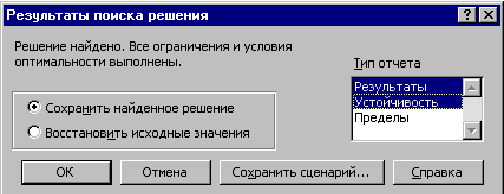 Результаты поиска решения
Решение найдено. Все ограничения и условия
оптимальности выполнены.
Тип отчета
Результаты
Устойчивость
Пределы
Сохранить найденное решение
Восстановить исходные значения
ОК
Отмена
Сохранить сценарий...
Справка